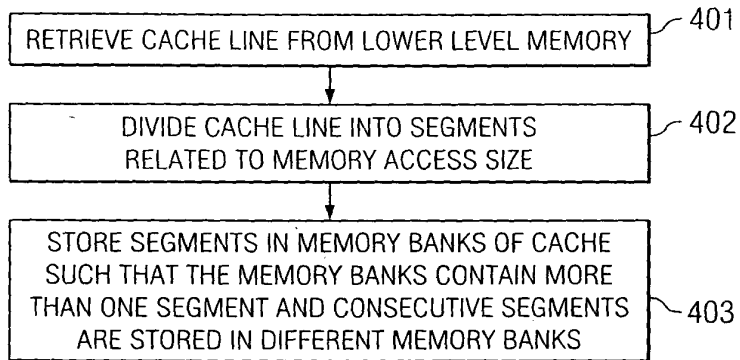 RETRIEVE CACHE LINE FROM LOWER LEVEL MEMORY
401
DIVIDE CACHE LINE INTO SEGMENTS
RELATED TO MEMORY ACCESS SIZE
402
STORE SEGMENTS IN MEMORY BANKS OF CACHE
SUCH THAT THE MEMORY BANKS CONTAIN MORE
THAN ONE SEGMENT AND CONSECUTIVE SEGMENTS
ARE STORED IN DIFFERENT MEMORY BANKS
403